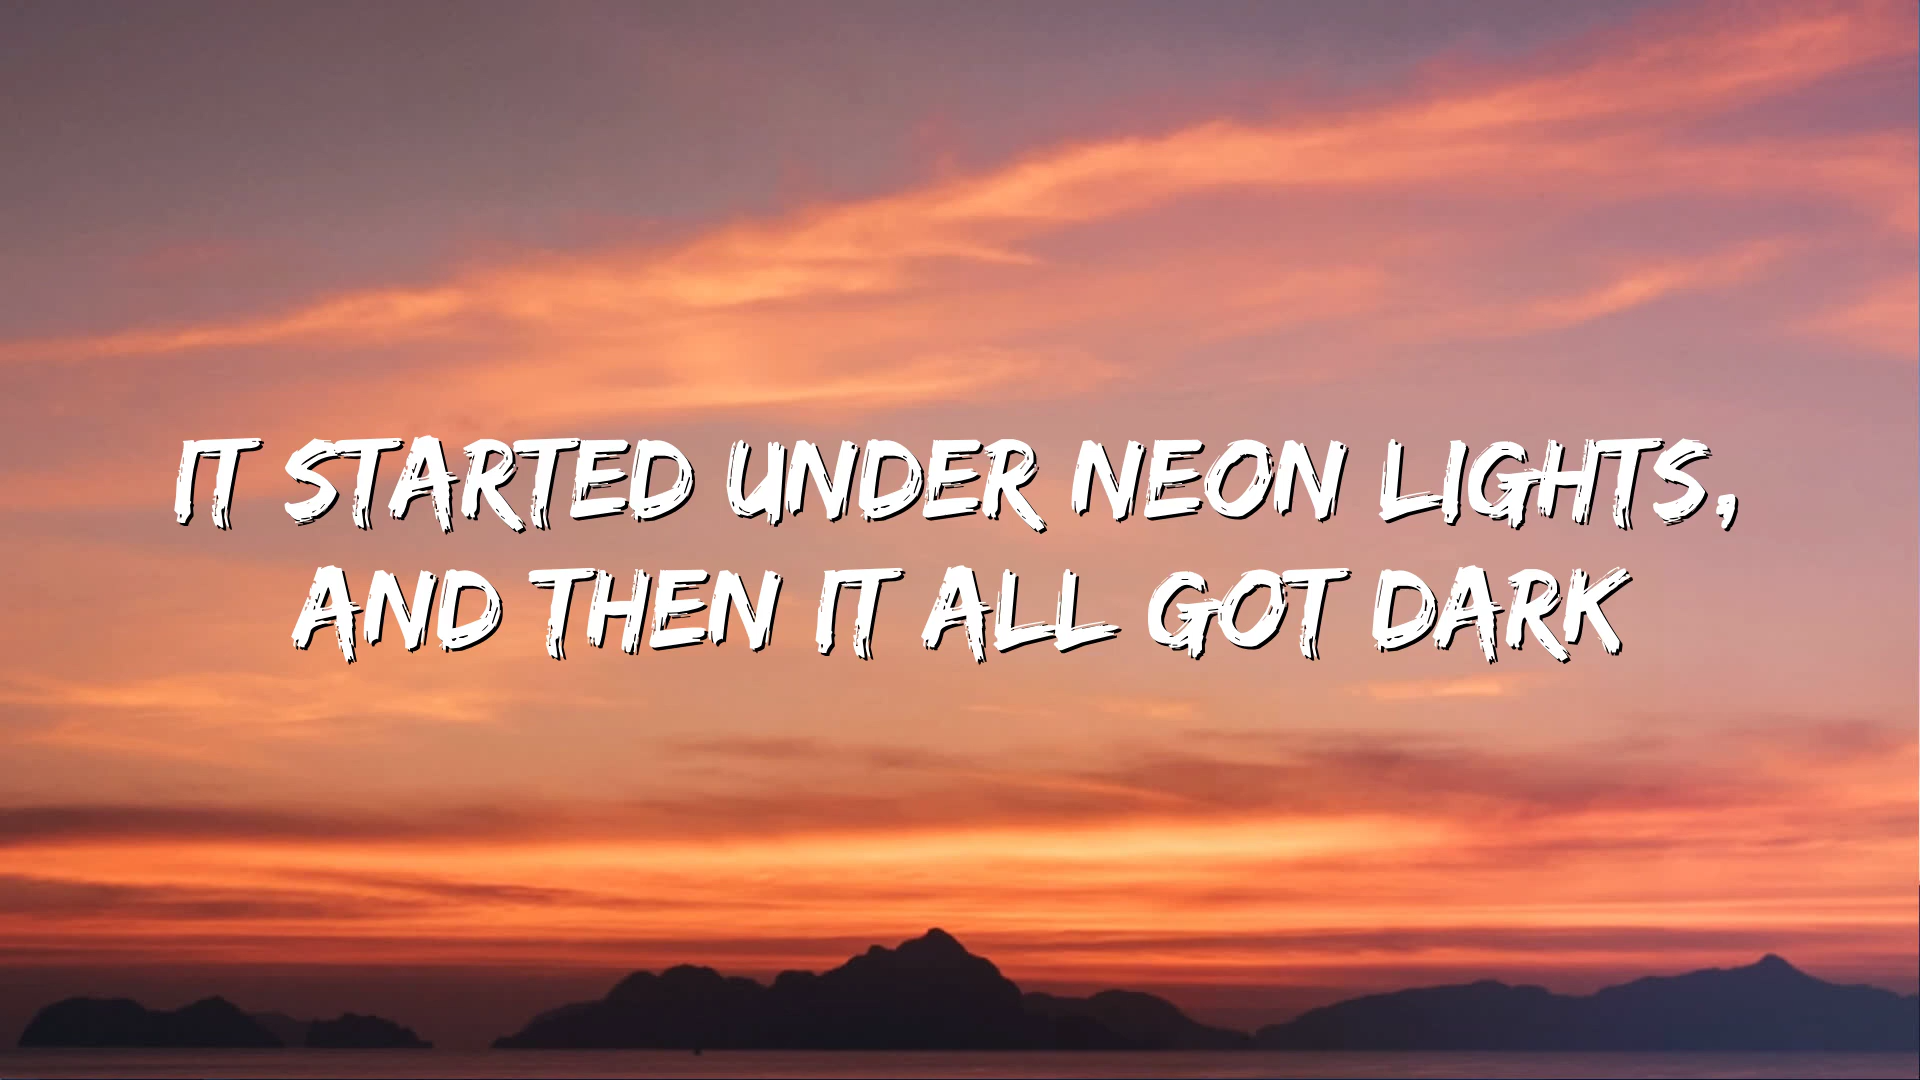 IT STARTED UNDER NEON LIGHTS,
AND THEN IT ALL GOT DARK